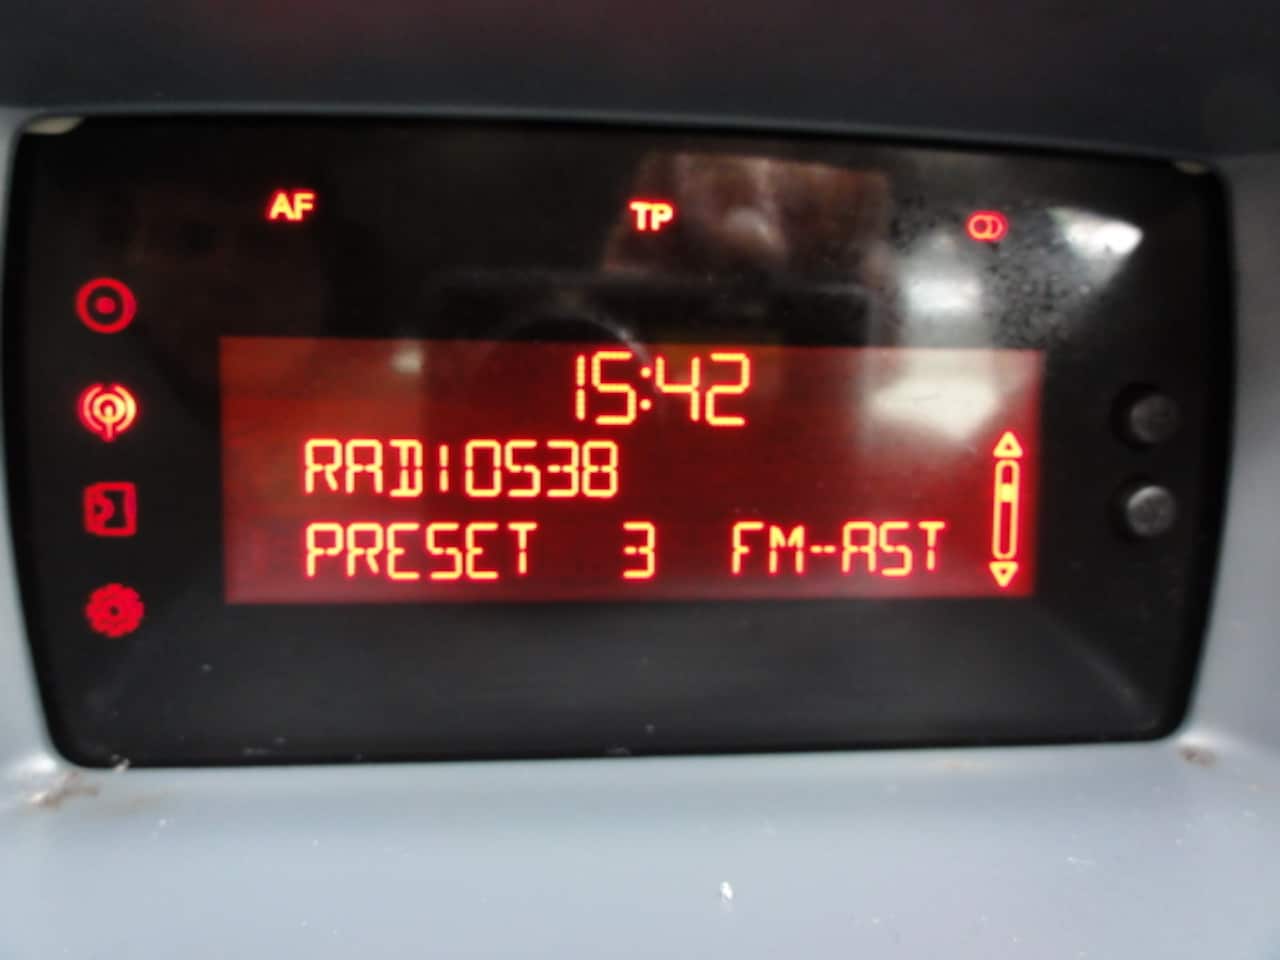 AF TP
15:42
RADIO538
PRESET 3 FM-AST